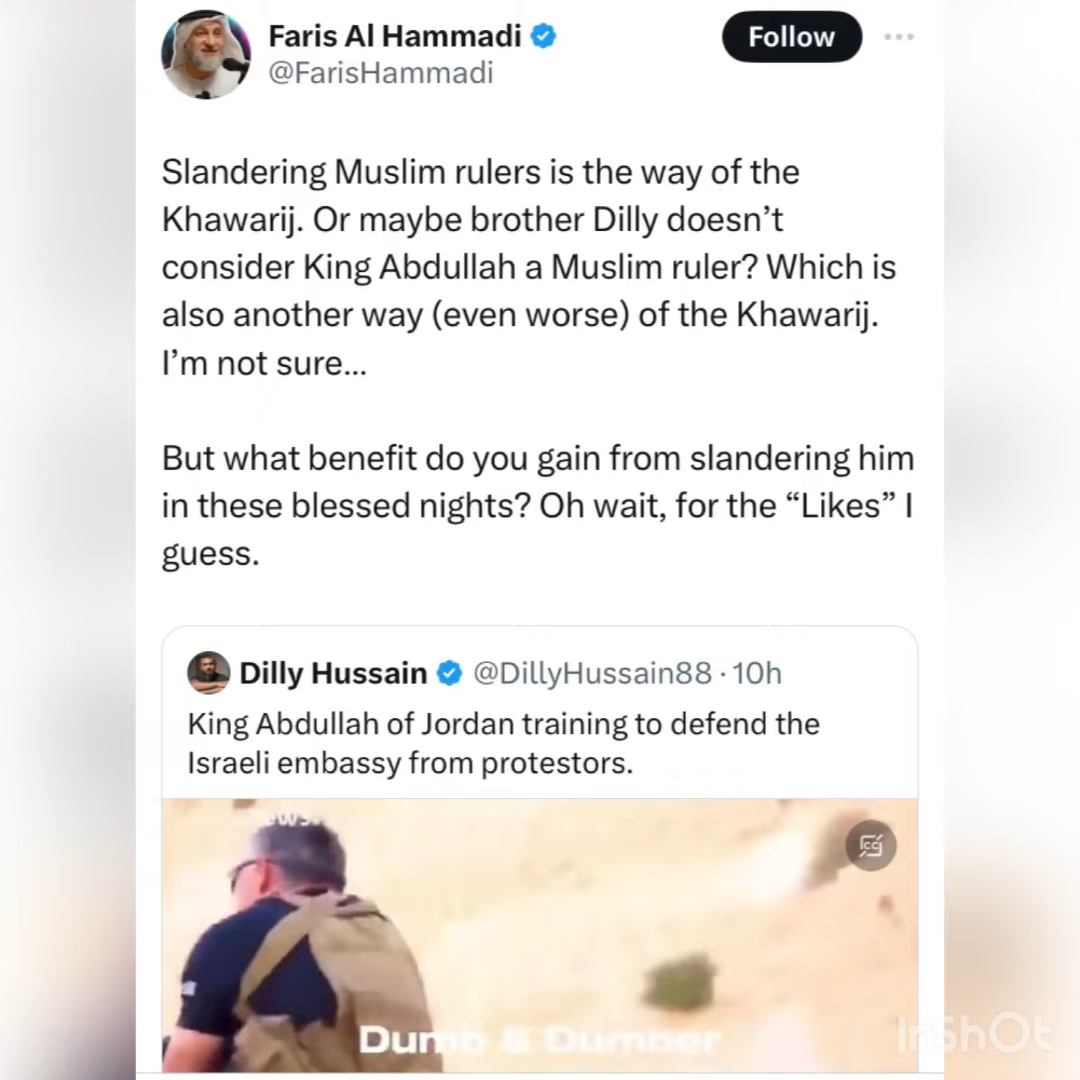 Faris Al Hammadi
Follow
@FarisHammadi
Slandering Muslim rulers is the way of the
Khawarij. Or maybe brother Dilly doesn’t
consider King Abdullah a Muslim ruler? Which is
also another way (even worse) of the Khawarij.
I’m not sure...
But what benefit do you gain from slandering him
in these blessed nights? Oh wait, for the “Likes” I
guess.
Dilly Hussain @DillyHussain88 · 10h
King Abdullah of Jordan training to defend the
Israeli embassy from protestors.
Dumb & Dumber
InShOt